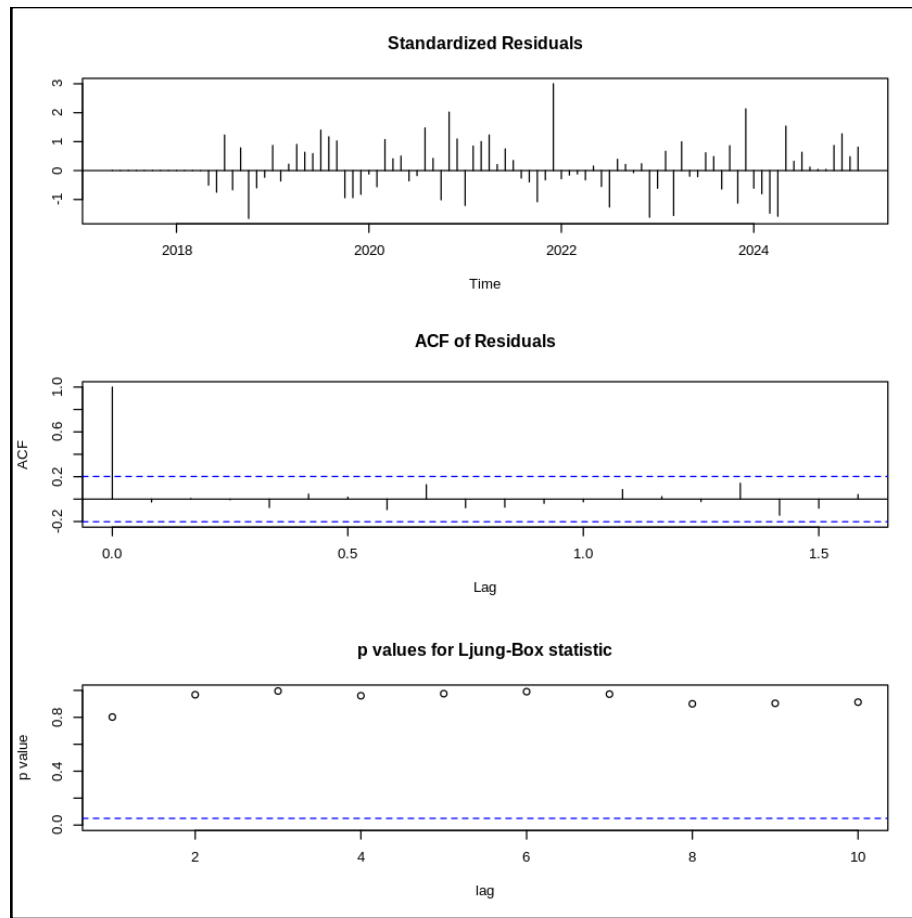 Standardized Residuals
3
2
1
0
-1
2018 2020 2022 2024
Time
ACF of Residuals
1.0
0.6
0.2
-0.2
ACF
0.0 0.5 1.0 1.5
Lag
p values for Ljung-Box statistic
0.8
0.4
0.0
p value
2 4 6 8 10
lag